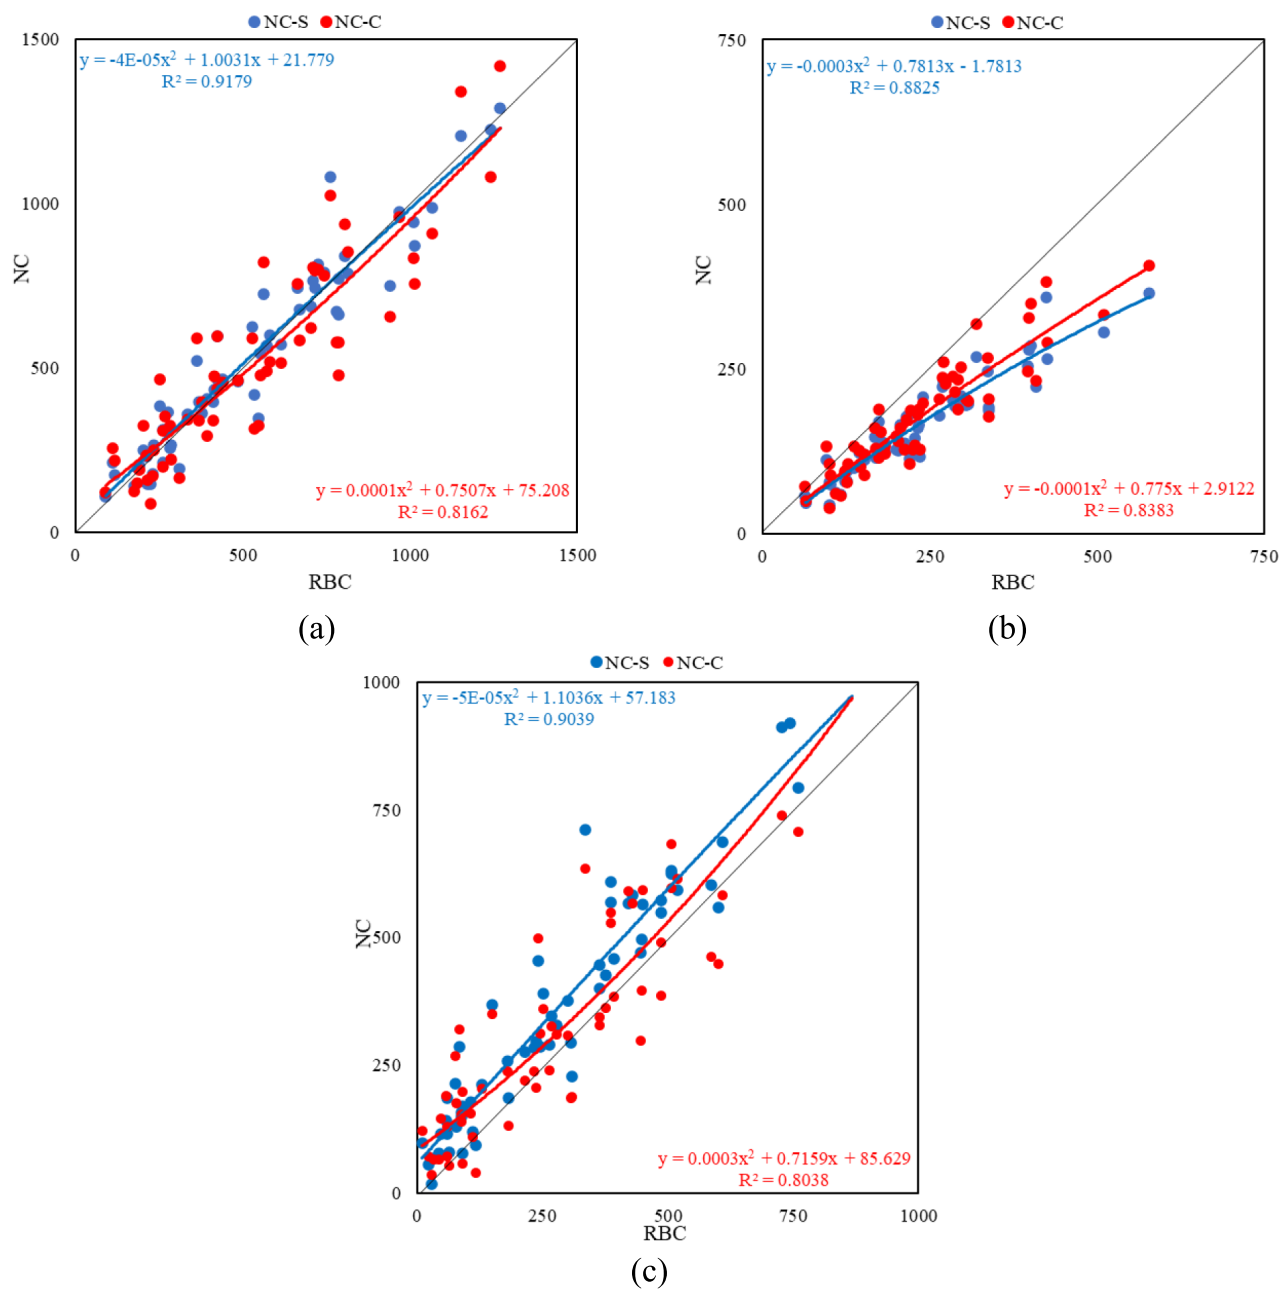 NC-S NC-C
1500
y = -4E-05x² + 1.0031x + 21.779
R² = 0.9179
1000
NC
500
y = 0.0001x² + 0.7507x + 75.208
R² = 0.8162
0
0 500 1000 1500
RBC
(a)
NC-S NC-C
750
y = -0.0003x² + 0.7813x - 1.7813
R² = 0.8825
500
NC
250
y = -0.0001x² + 0.775x + 2.9122
R² = 0.8383
0
0 250 500 750
RBC
(b)
NC-S NC-C
1000
y = -5E-05x² + 1.1036x + 57.183
R² = 0.9039
750
NC
500
250
y = 0.0003x² + 0.7159x + 85.629
R² = 0.8038
0
0 250 500 750 1000
RBC
(c)